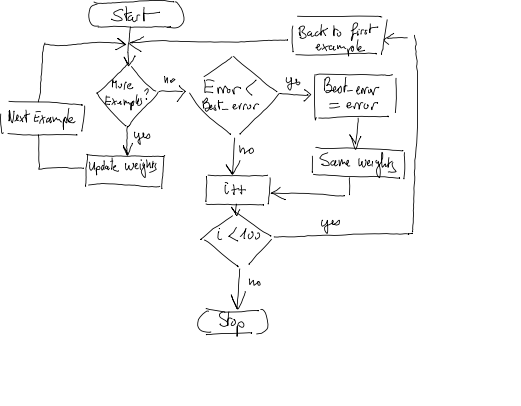 Start
Back to first
example
More
Examples?
no
Error <
Best_error
yes
Best_error
= error
Next Example
yes
Update weights
no
Same weights
i++
i < 100
yes
no
Stop